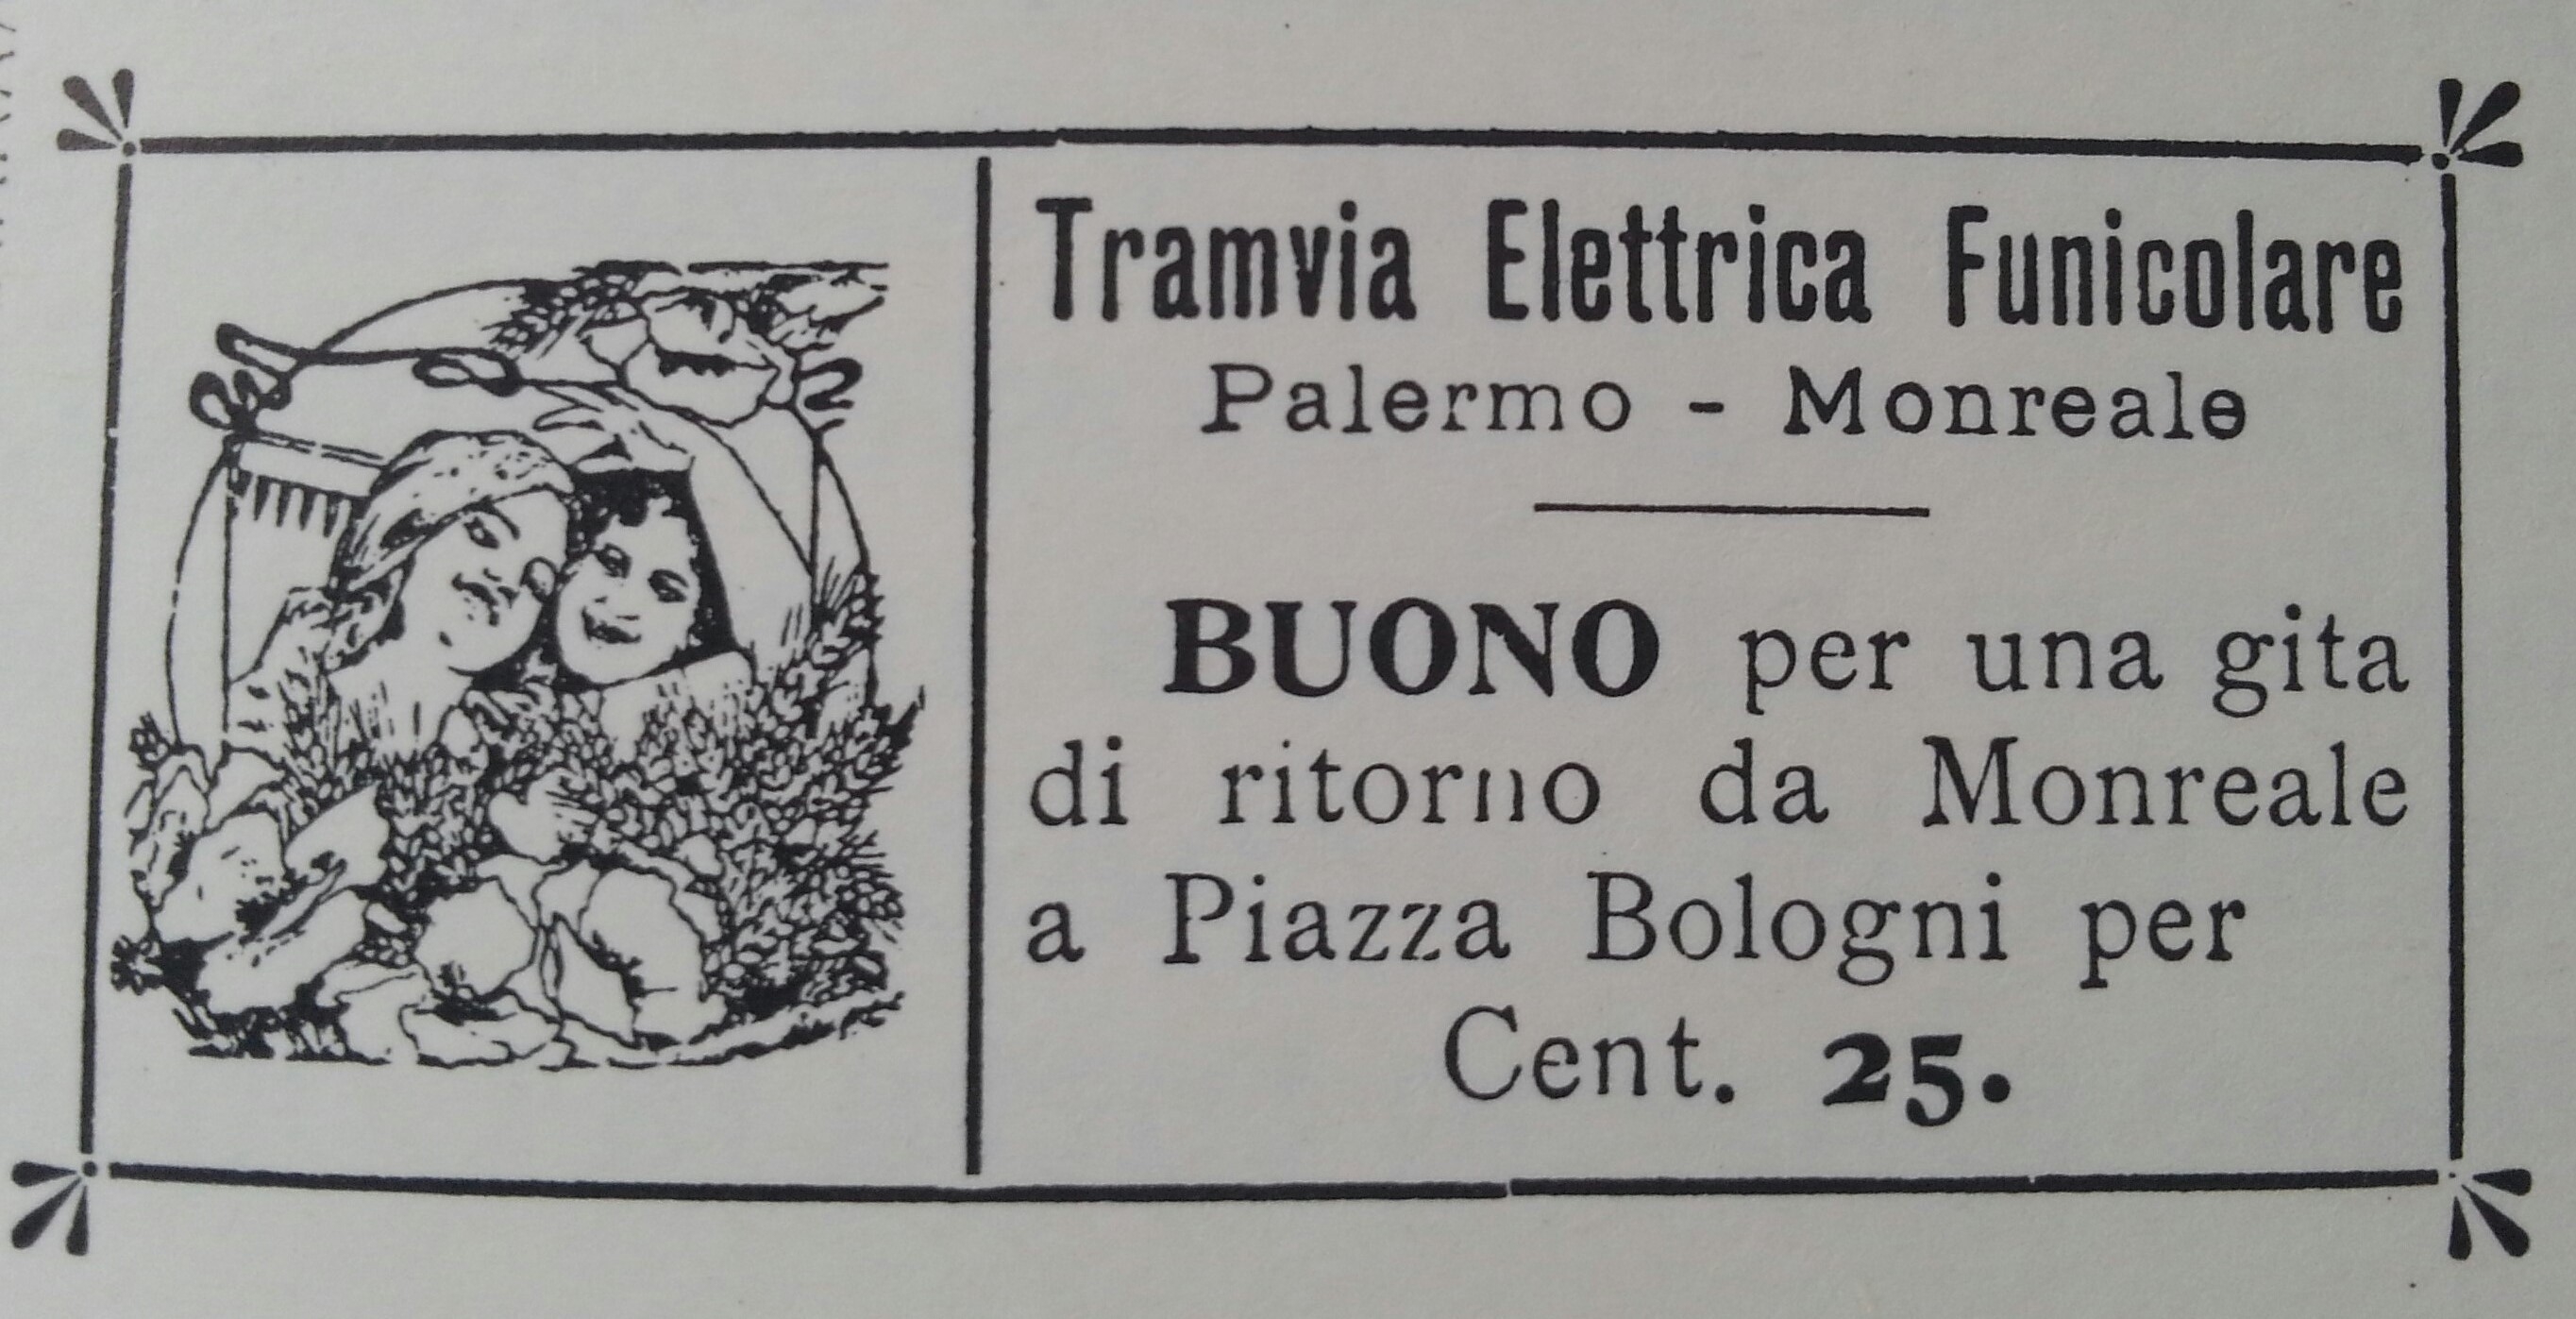 Tramvia Elettrica Funicolare
Palermo - Monreale
BUONO per una gita
di ritorno da Monreale
a Piazza Bologni per
Cent. 25.